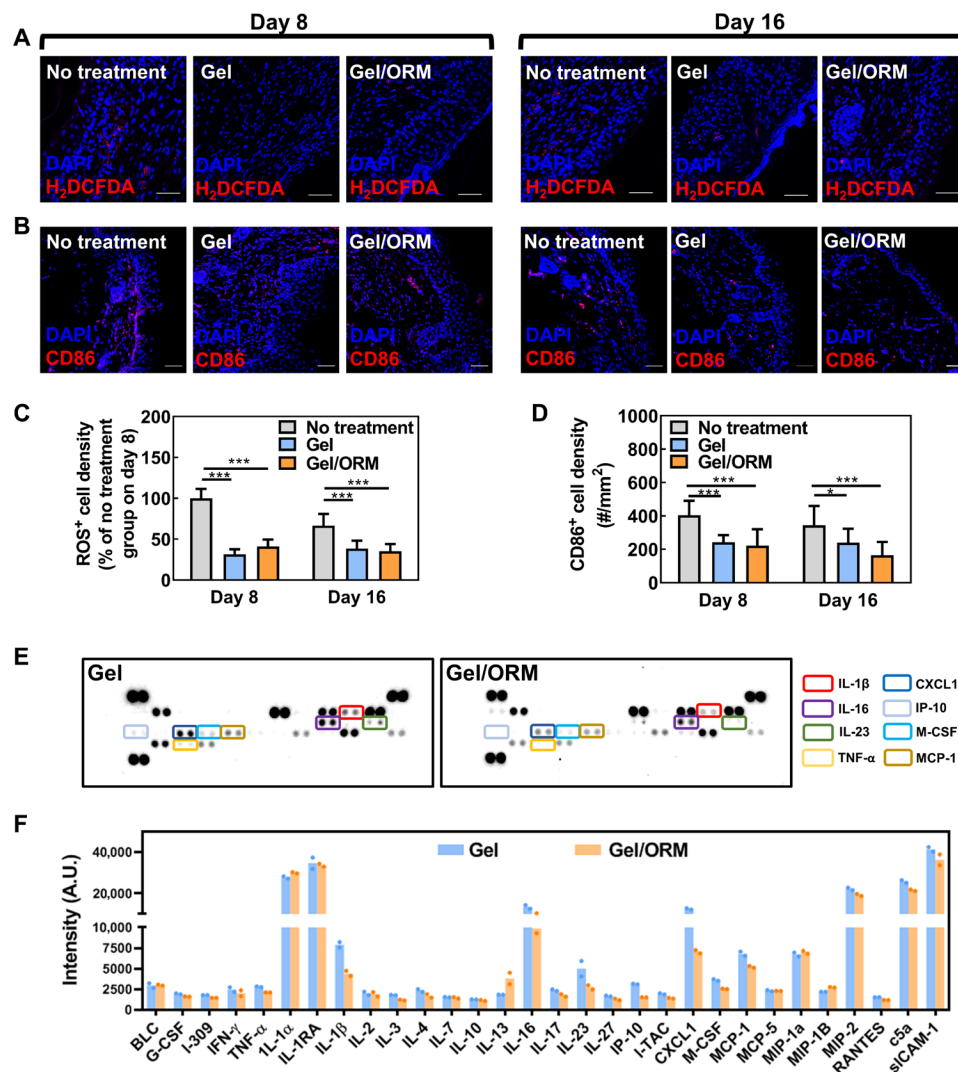 Day 8
Day 16
A
No treatment
Gel
Gel/ORM
No treatment
Gel
Gel/ORM
DAPI
DAPI
DAPI
DAPI
DAPI
DAPI
H₂DCFDA
H₂DCFDA
H₂DCFDA
H₂DCFDA
H₂DCFDA
H₂DCFDA
B
No treatment
Gel
Gel/ORM
No treatment
Gel
Gel/ORM
DAPI
DAPI
DAPI
DAPI
DAPI
DAPI
CD86
CD86
CD86
CD86
CD86
CD86
C
ROS⁺ cell density
(% of no treatment
group on day 8)
200
150
100
50
0
No treatment
Gel
Gel/ORM
***
***
***
***
Day 8
Day 16
D
CD86⁺ cell density
(#/mm²)
1000
800
600
400
200
0
No treatment
Gel
Gel/ORM
***
***
***
*
Day 8
Day 16
E
Gel
Gel/ORM
IL-1β
CXCL1
IL-16
IP-10
IL-23
M-CSF
TNF-α
MCP-1
F
Intensity (A.U.)
40,000
20,000
10,000
7500
5000
2500
0
Gel
Gel/ORM
BLC
G-CSF
I-309
IFN-γ
TNF-α
1L-1α
IL-1RA
IL-1β
IL-2
IL-3
IL-4
IL-7
IL-10
IL-13
IL-16
IL-17
IL-23
IL-27
IP-10
I-TAC
CXCL1
M-CSF
MCP-1
MCP-5
MIP-1a
MIP-1B
MIP-2
RANTES
c5a
sICAM-1